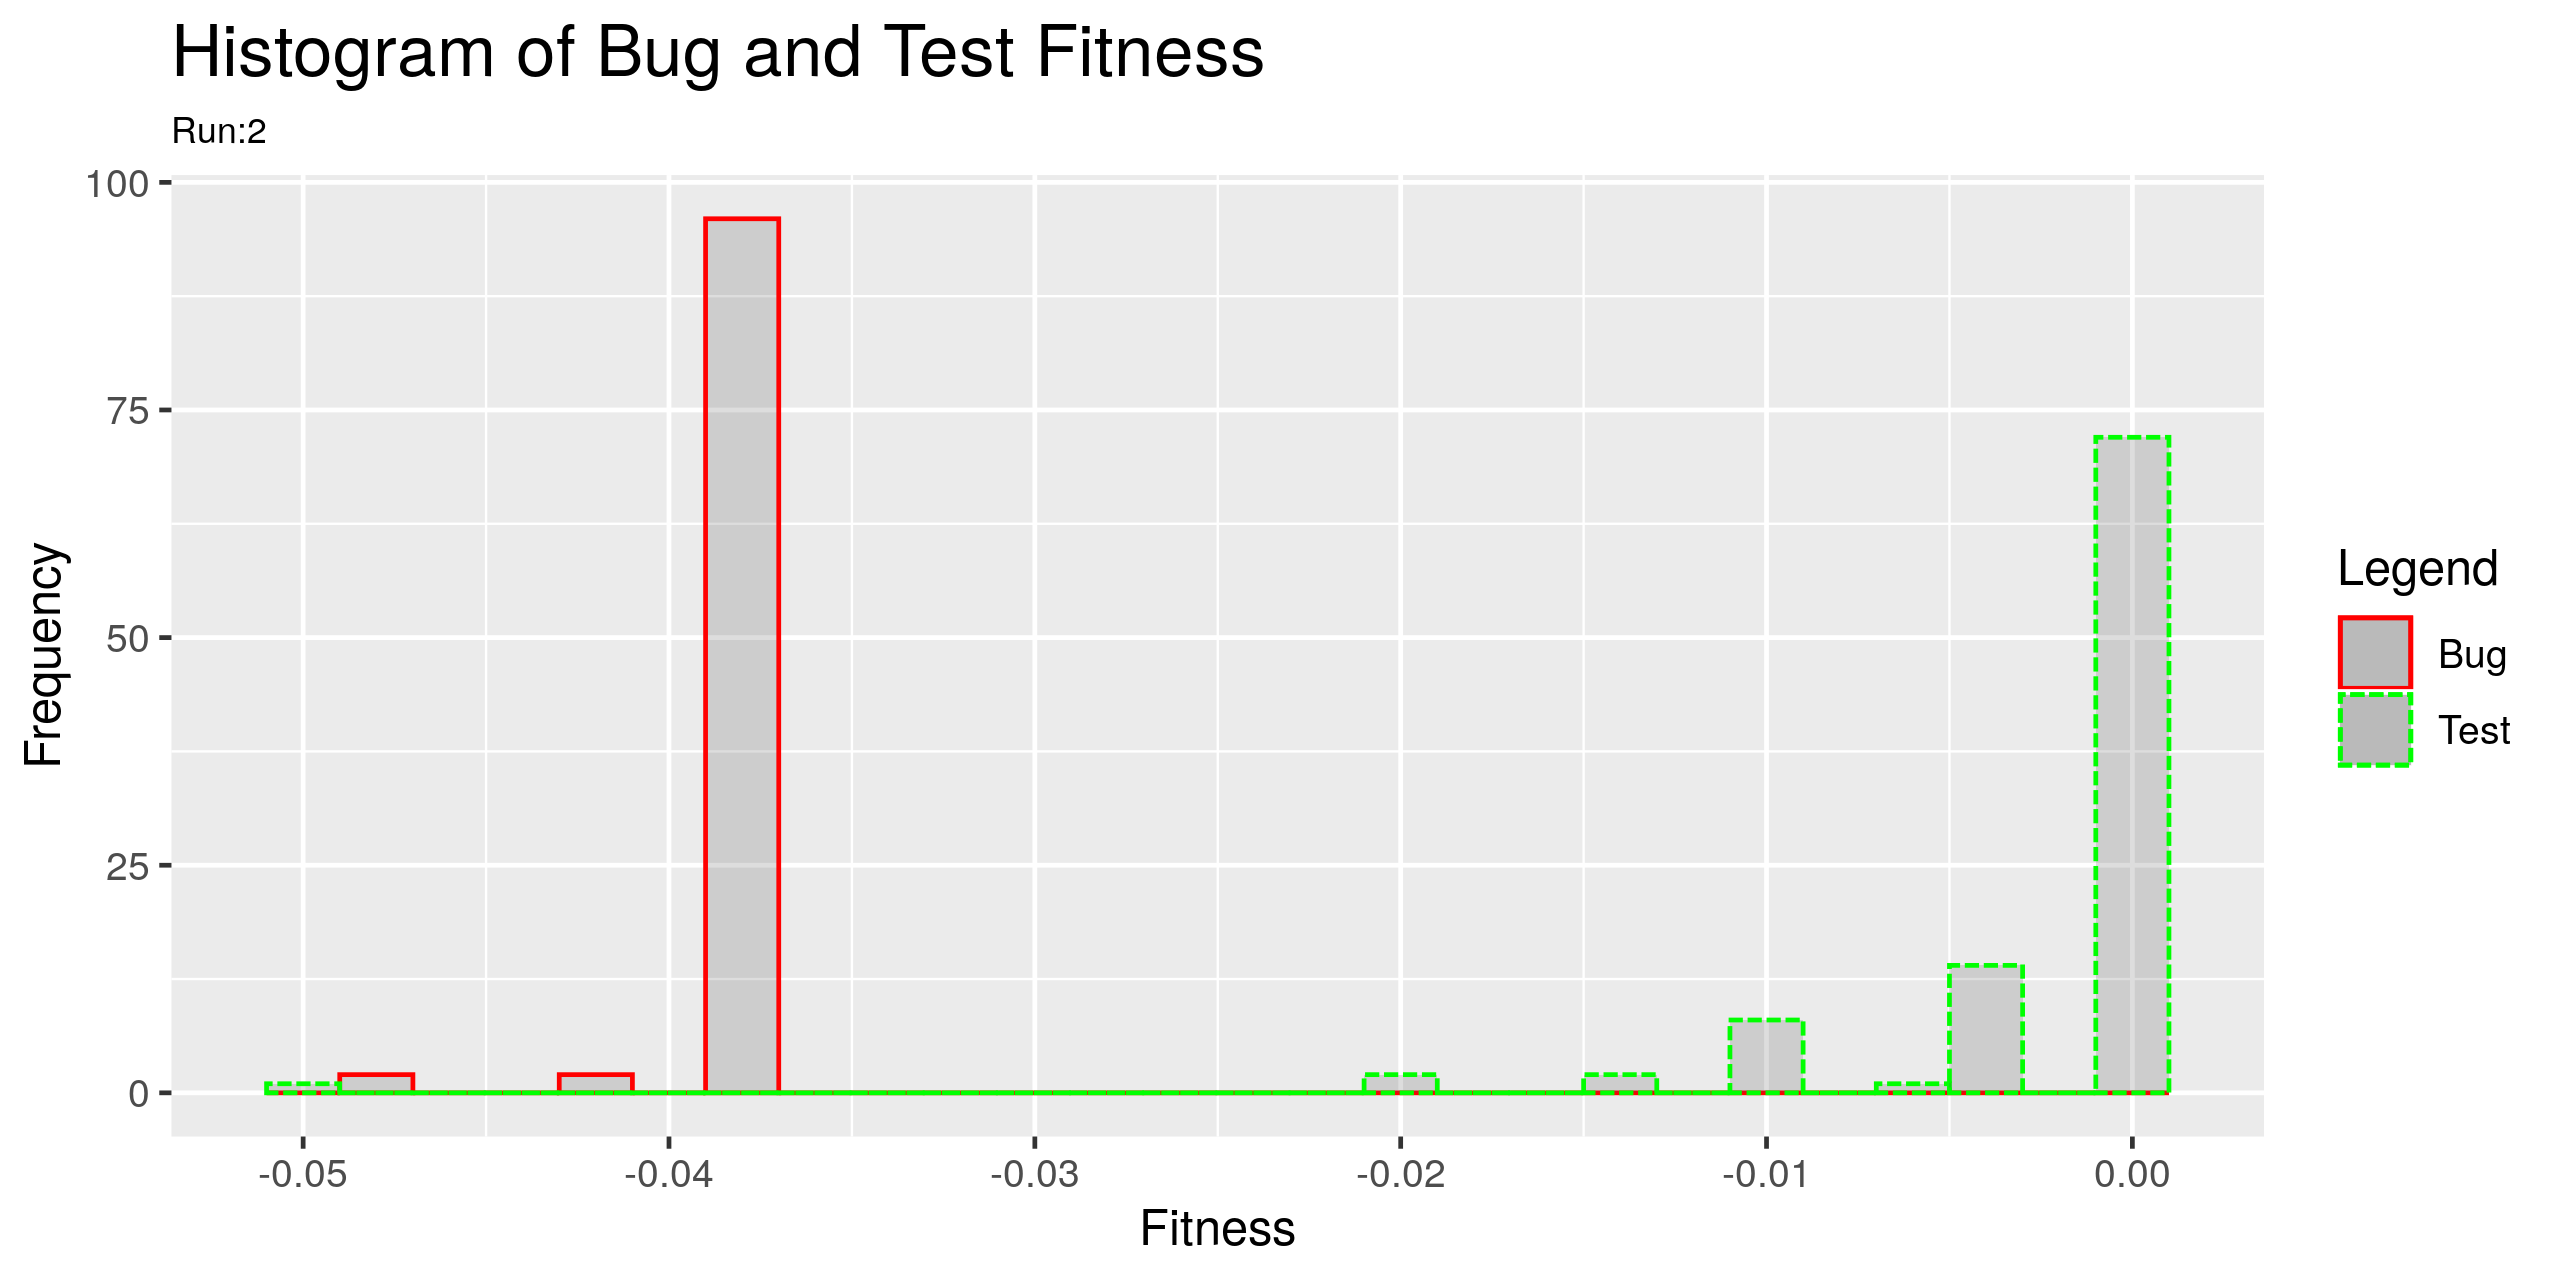 Histogram of Bug and Test Fitness
Run:2
Frequency
100
75
50
25
0
-0.05
-0.04
-0.03
-0.02
-0.01
0.00
Fitness
Legend
Bug
Test